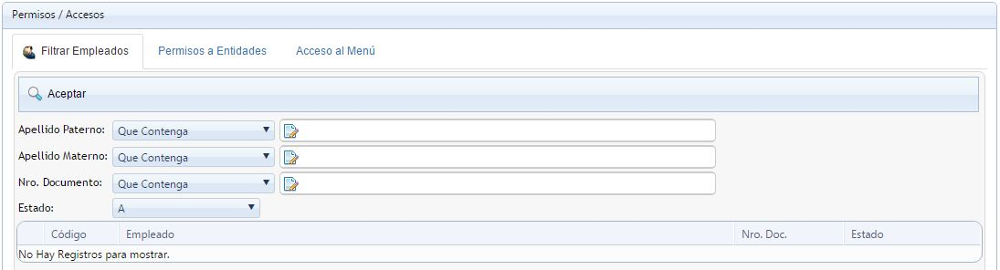 Permisos / Accesos
Filtrar Empleados Permisos a Entidades Acceso al Menú
Aceptar
Apellido Paterno: Que Contenga
Apellido Materno: Que Contenga
Nro. Documento: Que Contenga
Estado: A
Código Empleado Nro. Doc. Estado
No Hay Registros para mostrar.